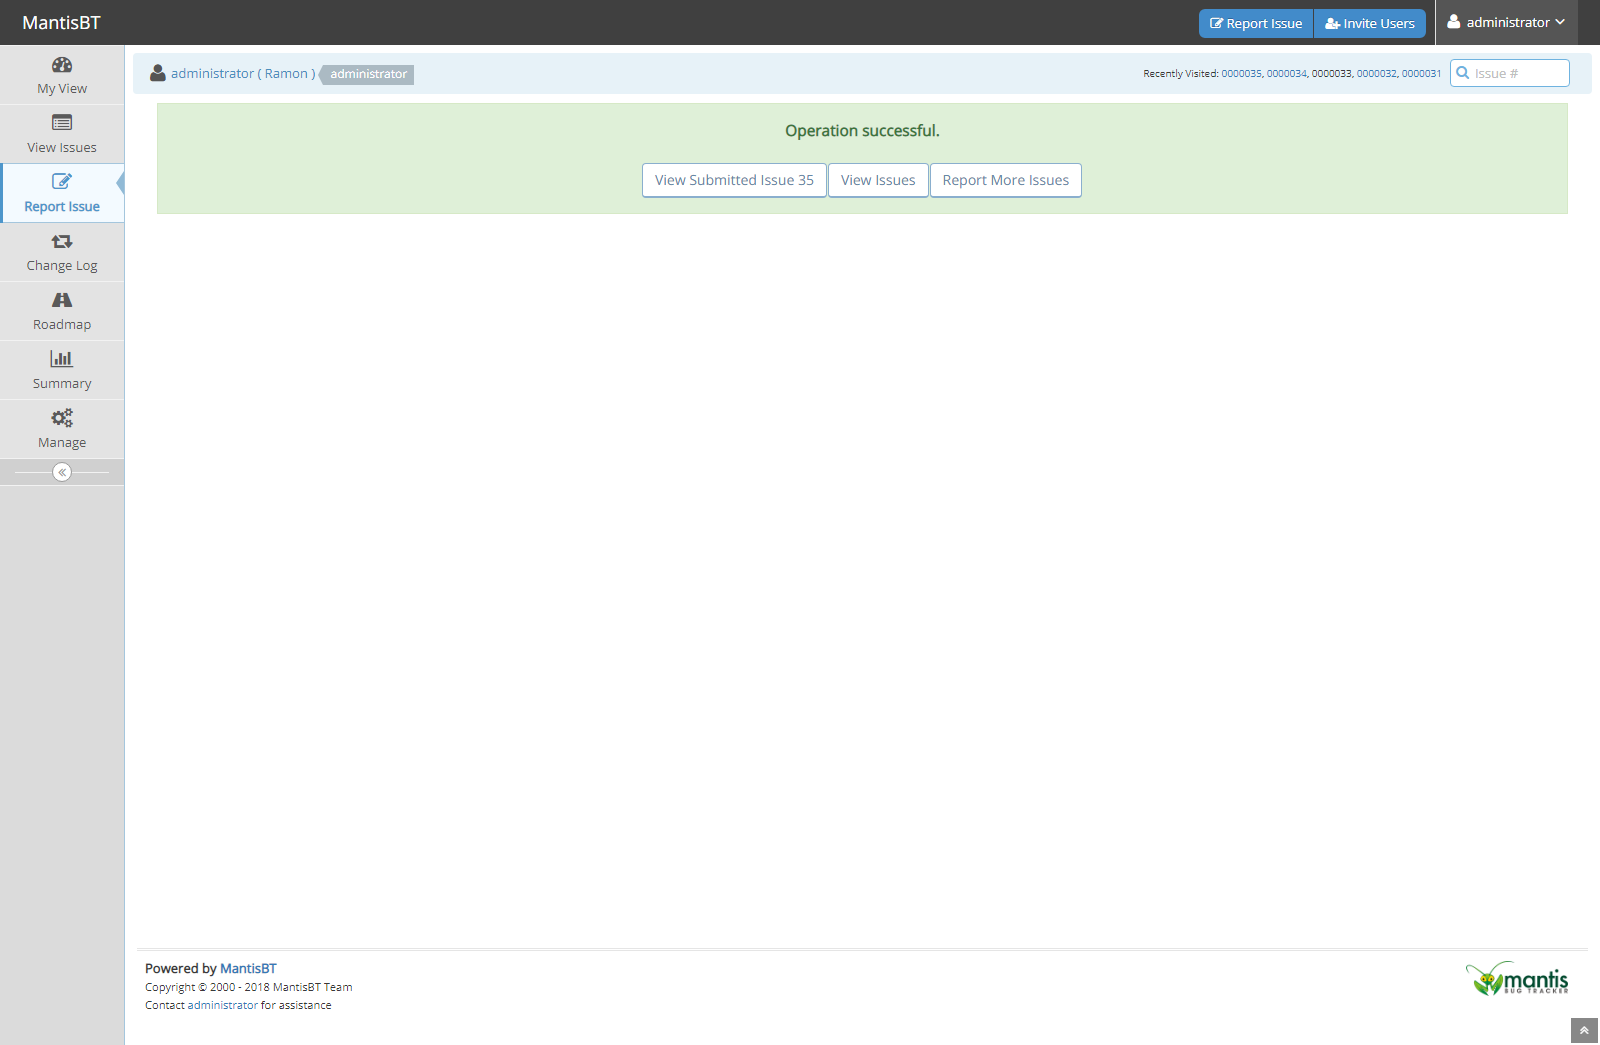 MantisBT
Report Issue
Invite Users
administrator
administrator ( Ramon )
administrator
Recently Visited: 0000035, 0000034, 0000033, 0000032, 0000031
Issue #
My View
View Issues
Report Issue
Change Log
Roadmap
Summary
Manage
Operation successful.
View Submitted Issue 35
View Issues
Report More Issues
Powered by MantisBT
Copyright © 2000 - 2018 MantisBT Team
Contact administrator for assistance
mantis
BUG TRACKER